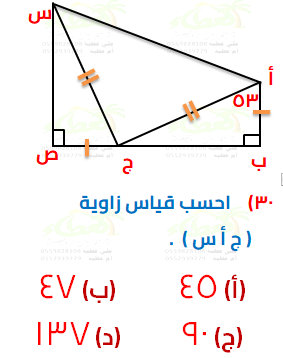 س
أ
٥٣
ص
ج
ب
٣٠) احسب قياس زاوية
( ج أ س ) .
(أ) ٤٥ (ب) ٤٧
(ج) ٩٠ (د) ١٣٧